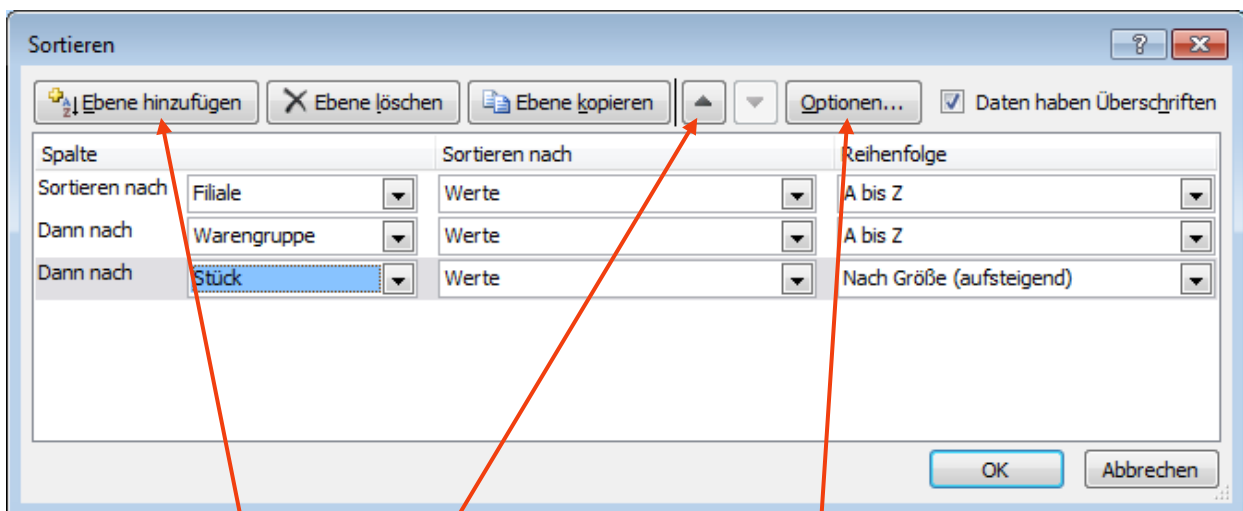 Sortieren
Ebene hinzufügen Ebene löschen Ebene kopieren Optionen... Daten haben Überschriften
Spalte Sortieren nach Reihenfolge
Sortieren nach Filiale Werte A bis Z
Dann nach Warengruppe Werte A bis Z
Dann nach Stück Werte Nach Größe (aufsteigend)
OK Abbrechen